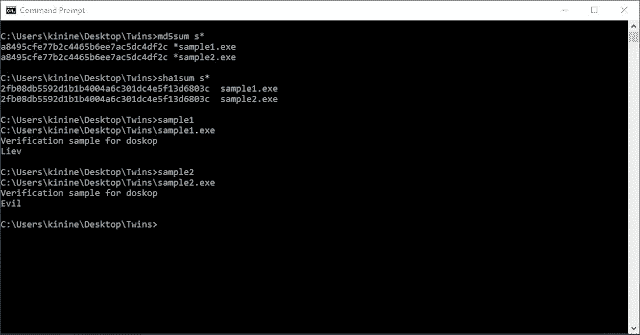 Command Prompt
C:\Users\kinine\Desktop\Twins>md5sum s*
a8495cfe77b2c4465b6ee7ac5dc4df2c *sample1.exe
a8495cfe77b2c4465b6ee7ac5dc4df2c *sample2.exe
C:\Users\kinine\Desktop\Twins>sha1sum s*
2fb08db5592d1b1b4004a6c301dc4e5f13d6803c  sample1.exe
2fb08db5592d1b1b4004a6c301dc4e5f13d6803c  sample2.exe
C:\Users\kinine\Desktop\Twins>sample1
C:\Users\kinine\Desktop\Twins\sample1.exe
Verification sample for doskop
Liev
C:\Users\kinine\Desktop\Twins>sample2
C:\Users\kinine\Desktop\Twins\sample2.exe
Verification sample for doskop
Evil
C:\Users\kinine\Desktop\Twins>